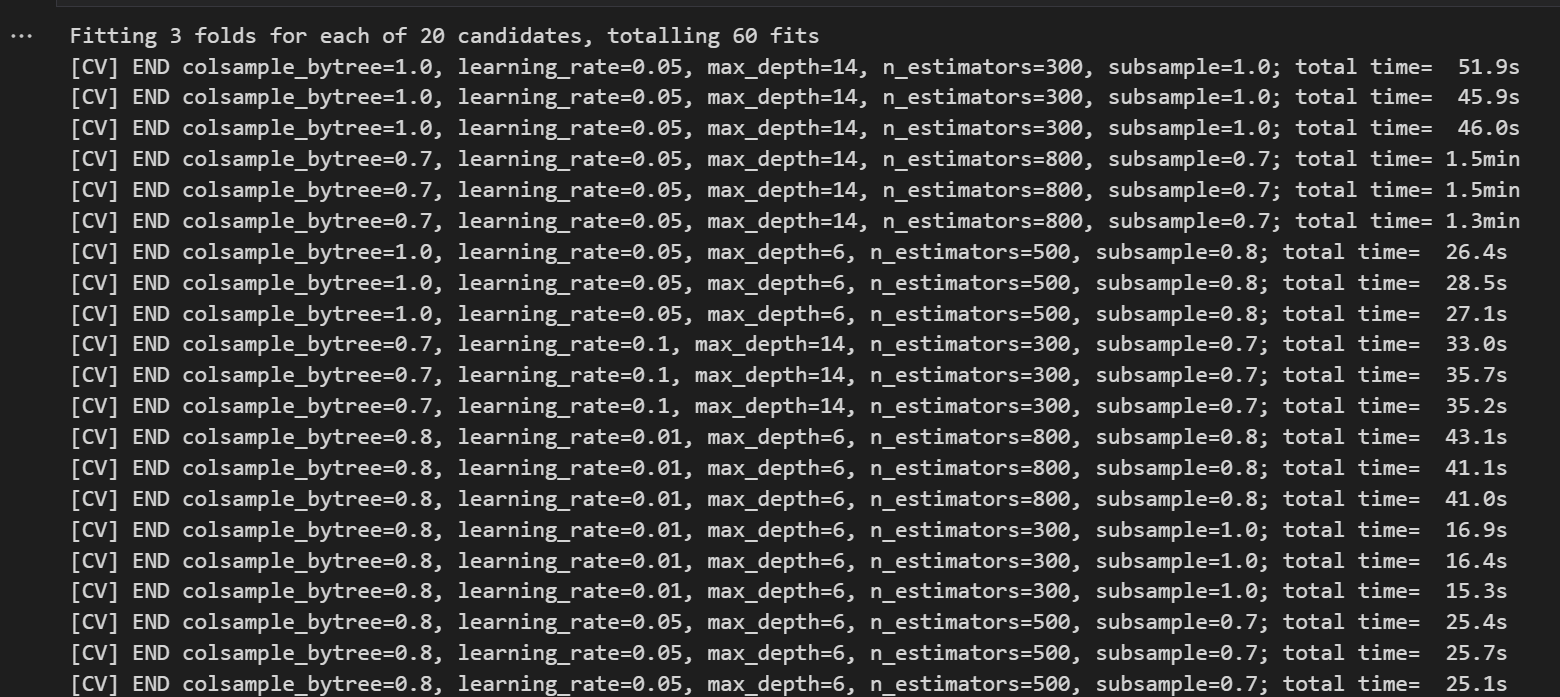 ... Fitting 3 folds for each of 20 candidates, totalling 60 fits
[CV] END colsample_bytree=1.0, learning_rate=0.05, max_depth=14, n_estimators=300, subsample=1.0; total time=  51.9s
[CV] END colsample_bytree=1.0, learning_rate=0.05, max_depth=14, n_estimators=300, subsample=1.0; total time=  45.9s
[CV] END colsample_bytree=1.0, learning_rate=0.05, max_depth=14, n_estimators=300, subsample=1.0; total time=  46.0s
[CV] END colsample_bytree=0.7, learning_rate=0.05, max_depth=14, n_estimators=800, subsample=0.7; total time= 1.5min
[CV] END colsample_bytree=0.7, learning_rate=0.05, max_depth=14, n_estimators=800, subsample=0.7; total time= 1.5min
[CV] END colsample_bytree=0.7, learning_rate=0.05, max_depth=14, n_estimators=800, subsample=0.7; total time= 1.3min
[CV] END colsample_bytree=1.0, learning_rate=0.05, max_depth=6, n_estimators=500, subsample=0.8; total time=  26.4s
[CV] END colsample_bytree=1.0, learning_rate=0.05, max_depth=6, n_estimators=500, subsample=0.8; total time=  28.5s
[CV] END colsample_bytree=1.0, learning_rate=0.05, max_depth=6, n_estimators=500, subsample=0.8; total time=  27.1s
[CV] END colsample_bytree=0.7, learning_rate=0.1, max_depth=14, n_estimators=300, subsample=0.7; total time=  33.0s
[CV] END colsample_bytree=0.7, learning_rate=0.1, max_depth=14, n_estimators=300, subsample=0.7; total time=  35.7s
[CV] END colsample_bytree=0.7, learning_rate=0.1, max_depth=14, n_estimators=300, subsample=0.7; total time=  35.2s
[CV] END colsample_bytree=0.8, learning_rate=0.01, max_depth=6, n_estimators=800, subsample=0.8; total time=  43.1s
[CV] END colsample_bytree=0.8, learning_rate=0.01, max_depth=6, n_estimators=800, subsample=0.8; total time=  41.1s
[CV] END colsample_bytree=0.8, learning_rate=0.01, max_depth=6, n_estimators=800, subsample=0.8; total time=  41.0s
[CV] END colsample_bytree=0.8, learning_rate=0.01, max_depth=6, n_estimators=300, subsample=1.0; total time=  16.9s
[CV] END colsample_bytree=0.8, learning_rate=0.01, max_depth=6, n_estimators=300, subsample=1.0; total time=  16.4s
[CV] END colsample_bytree=0.8, learning_rate=0.01, max_depth=6, n_estimators=300, subsample=1.0; total time=  15.3s
[CV] END colsample_bytree=0.8, learning_rate=0.05, max_depth=6, n_estimators=500, subsample=0.7; total time=  25.4s
[CV] END colsample_bytree=0.8, learning_rate=0.05, max_depth=6, n_estimators=500, subsample=0.7; total time=  25.7s
[CV] END colsample_bytree=0.8, learning_rate=0.05, max_depth=6, n_estimators=500, subsample=0.7; total time=  25.1s